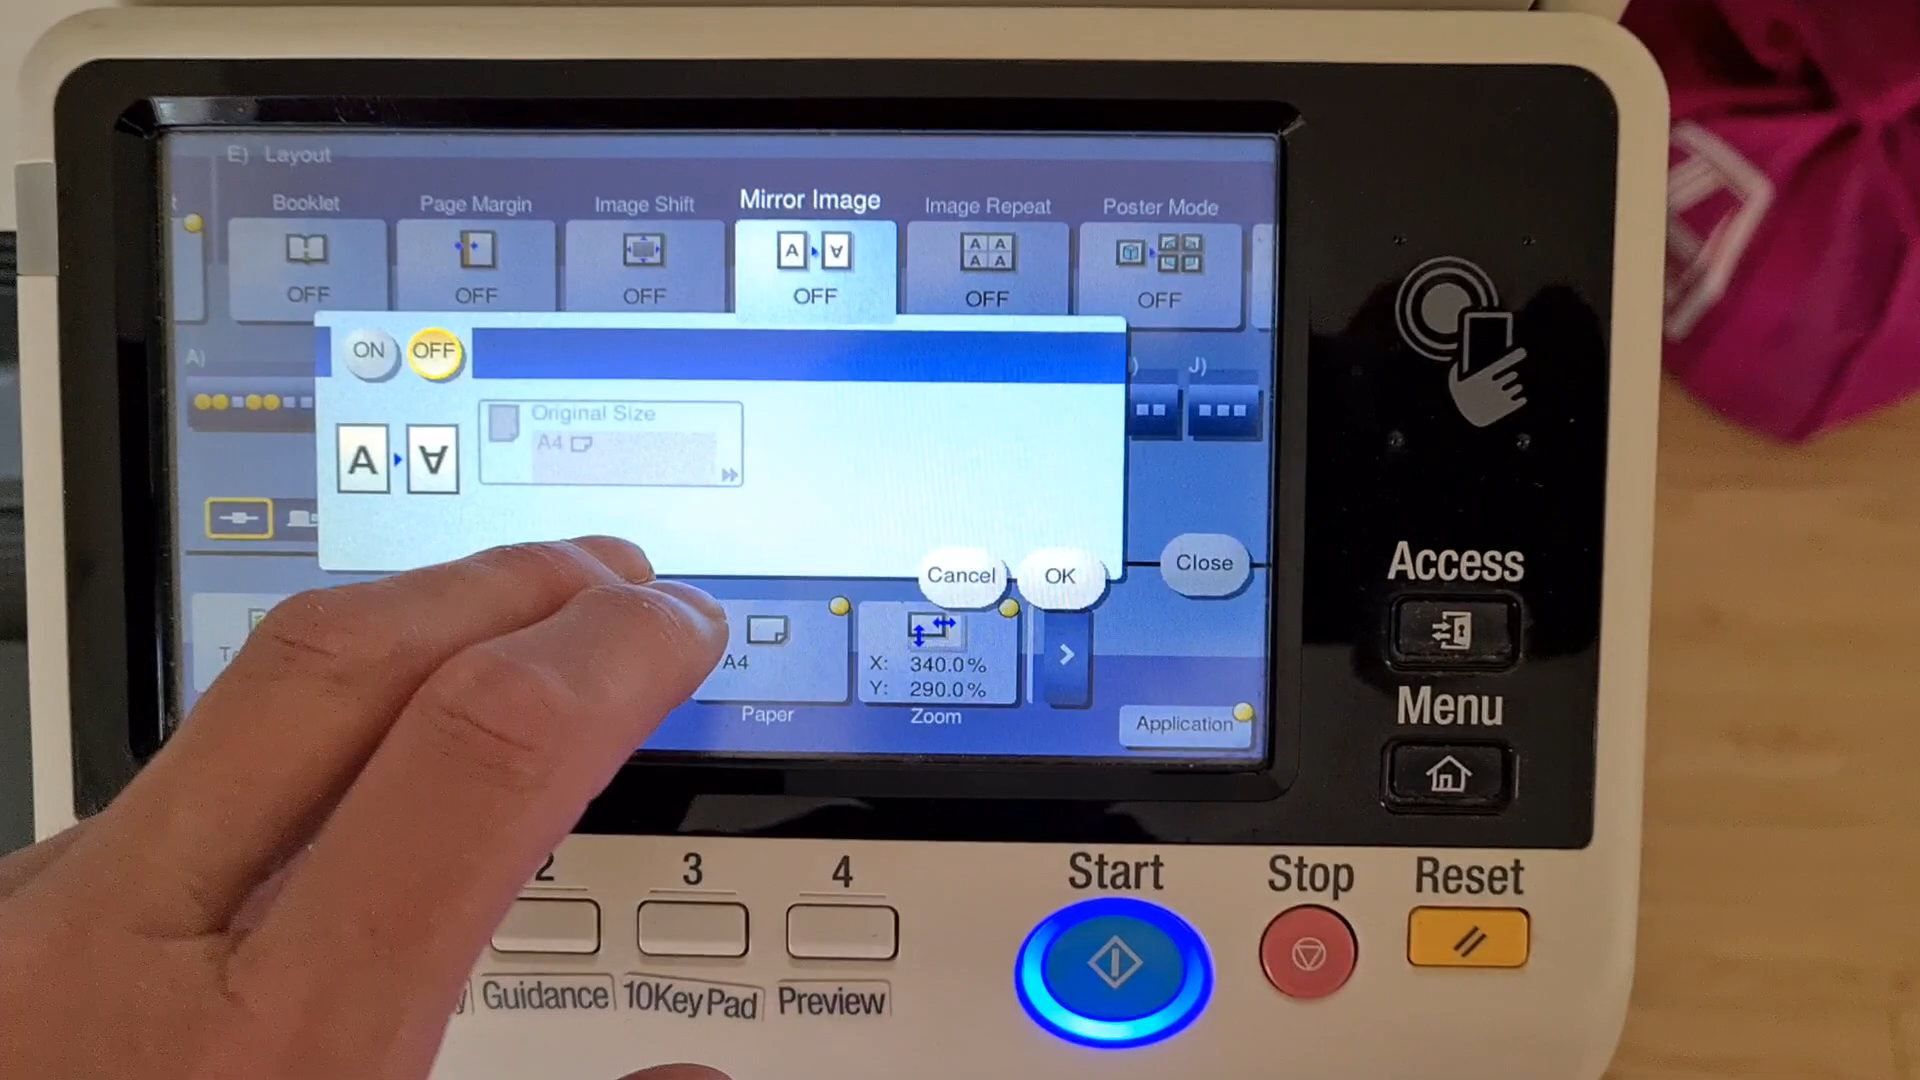 E) Layout
Booklet Page Margin Image Shift Mirror Image Image Repeat Poster Mode
OFF OFF OFF OFF OFF OFF
A) J)
ON OFF
Original Size
A4
Cancel OK Close
A4
X: 340.0%
Y: 290.0%
Paper Zoom
Application
Access
Menu
2 3 4 Start Stop Reset
Guidance 10KeyPad Preview